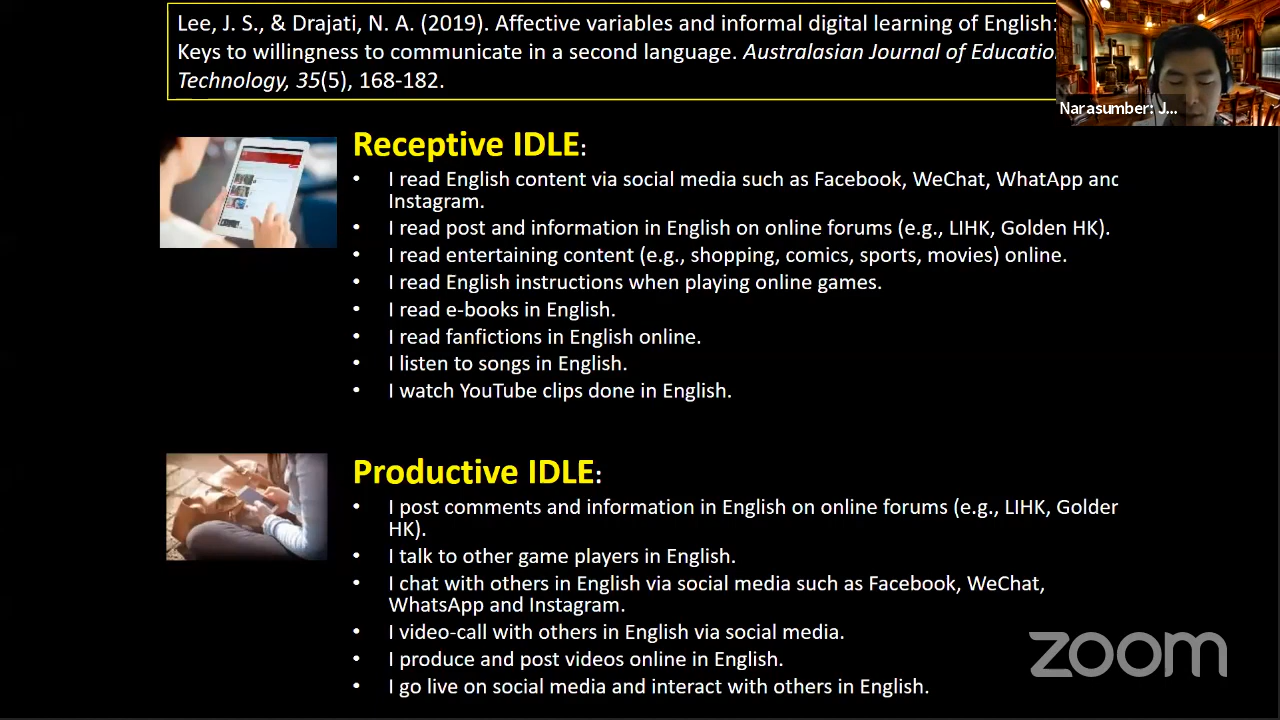 Lee, J. S., & Drajati, N. A. (2019). Affective variables and informal digital learning of English:
Keys to willingness to communicate in a second language. Australasian Journal of Educatio
Technology, 35(5), 168-182.
Narasumber: J...
Receptive IDLE:
• I read English content via social media such as Facebook, WeChat, WhatApp and
Instagram.
• I read post and information in English on online forums (e.g., LIHK, Golden HK).
• I read entertaining content (e.g., shopping, comics, sports, movies) online.
• I read English instructions when playing online games.
• I read e-books in English.
• I read fanfictions in English online.
• I listen to songs in English.
• I watch YouTube clips done in English.
Productive IDLE:
• I post comments and information in English on online forums (e.g., LIHK, Golden
HK).
• I talk to other game players in English.
• I chat with others in English via social media such as Facebook, WeChat,
WhatsApp and Instagram.
• I video-call with others in English via social media.
• I produce and post videos online in English.
• I go live on social media and interact with others in English.
zoom